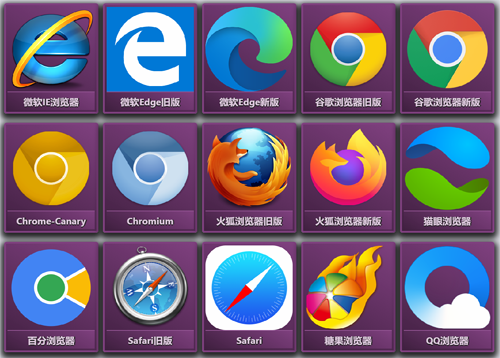 微软IE浏览器
微软Edge旧版
微软Edge新版
谷歌浏览器旧版
谷歌浏览器新版
Chrome-Canary
Chromium
火狐浏览器旧版
火狐浏览器新版
猫眼浏览器
百分浏览器
Safari旧版
Safari
糖果浏览器
QQ浏览器